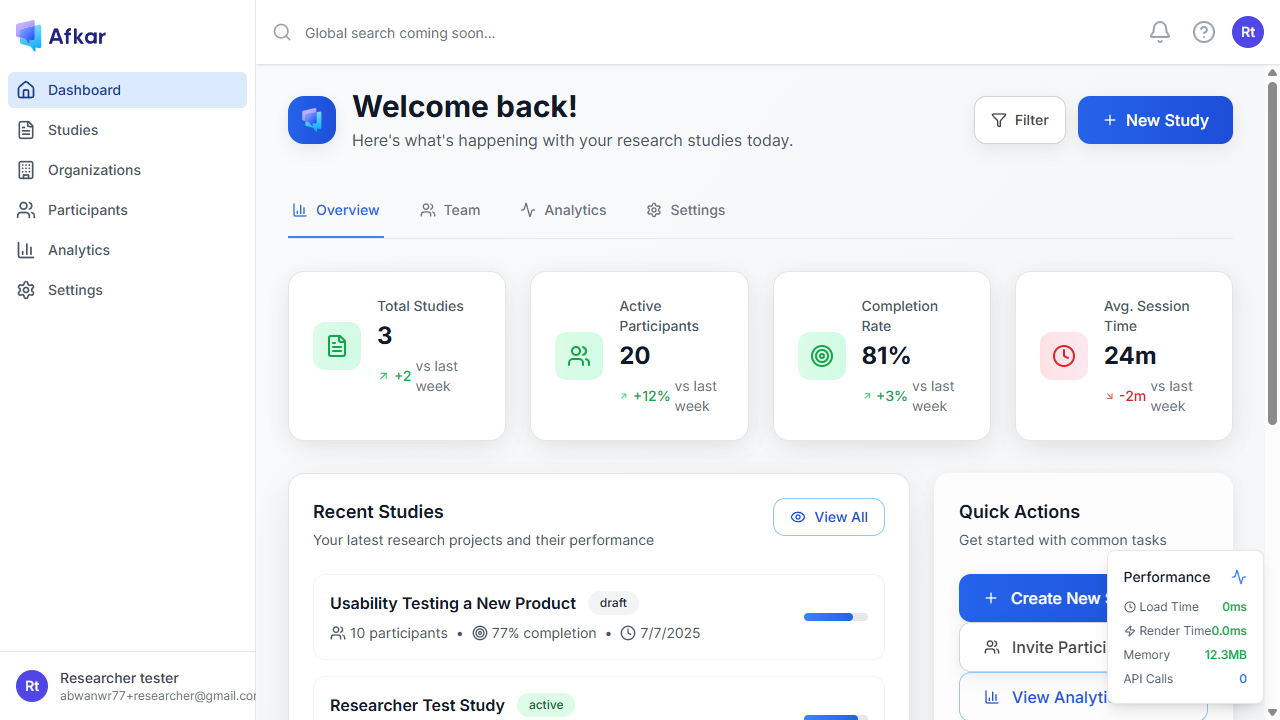 Afkar
Global search coming soon...
Rt
Dashboard
Studies
Organizations
Participants
Analytics
Settings
Welcome back!
Here's what's happening with your research studies today.
Filter
New Study
Overview
Team
Analytics
Settings
Total Studies
3
+2 vs last
week
Active
Participants
20
+12% vs last
week
Completion
Rate
81%
+3% vs last
week
Avg. Session
Time
24m
-2m vs last
week
Recent Studies
Your latest research projects and their performance
View All
Usability Testing a New Product draft
10 participants • 77% completion • 7/7/2025
Researcher Test Study active
Quick Actions
Get started with common tasks
Create New
Invite
View
Performance
Load Time 0ms
Render Time 0.0ms
Memory 12.3MB
API Calls 0
Rt
Researcher tester
abwanwr77+researcher@gmail.co